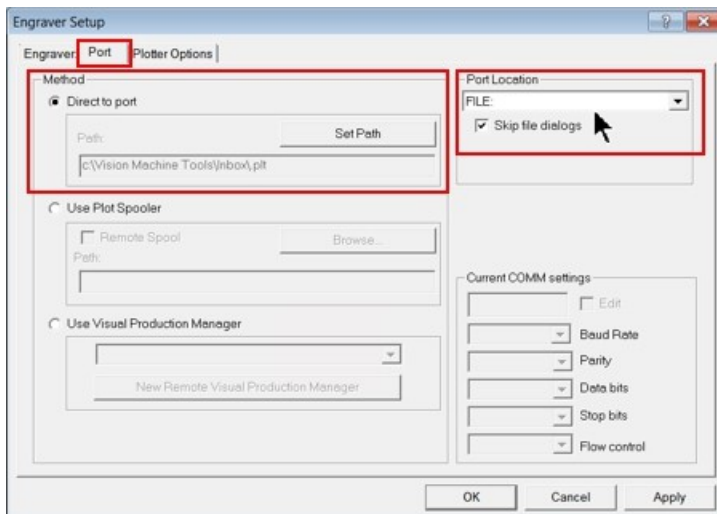 Engraver Setup
Engraver Port Plotter Options
Method
Direct to port
Path:
Set Path
c:\Vision Machine Tools\Inbox\,plt
Use Plot Spooler
Remote Spool
Browse...
Path:
Use Visual Production Manager
New Remote Visual Production Manager
Port Location
FILE:
Skip file dialogs
Current COMM settings
Edit
Baud Rate
Parity
Data bits
Stop bits
Flow control
OK Cancel Apply